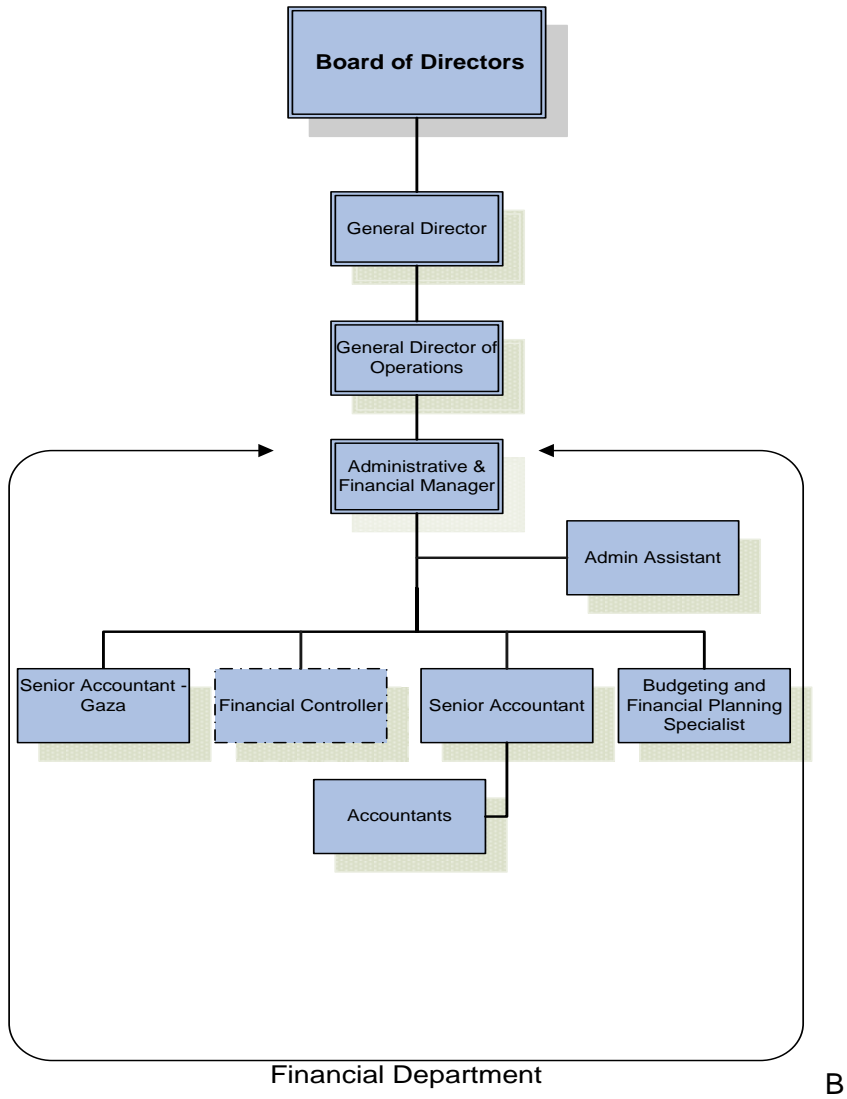 Board of Directors
General Director
General Director of
Operations
Administrative &
Financial Manager
Admin Assistant
Senior Accountant -
Gaza
Financial Controller
Senior Accountant
Budgeting and
Financial Planning
Specialist
Accountants
Financial Department
B